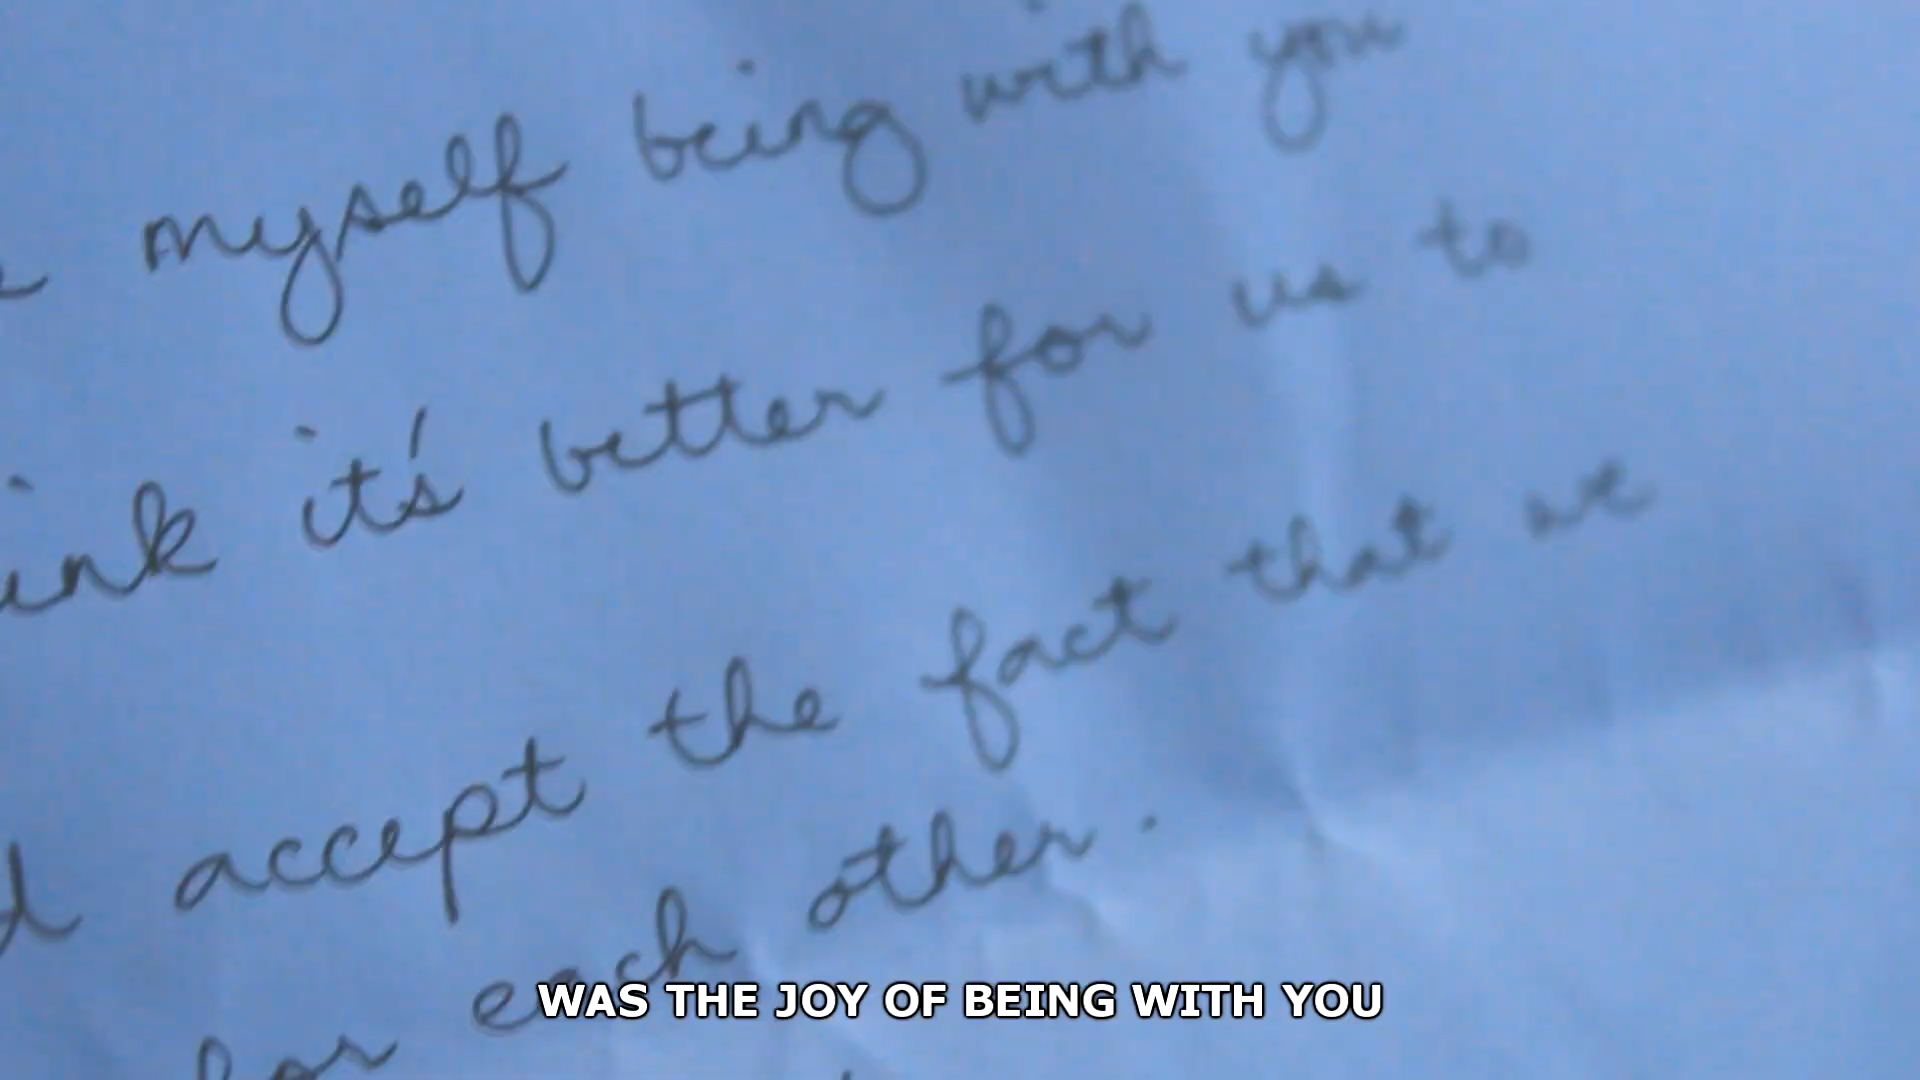 myself being with you
it's better for us to
accept the fact that we
for each other.
WAS THE JOY OF BEING WITH YOU